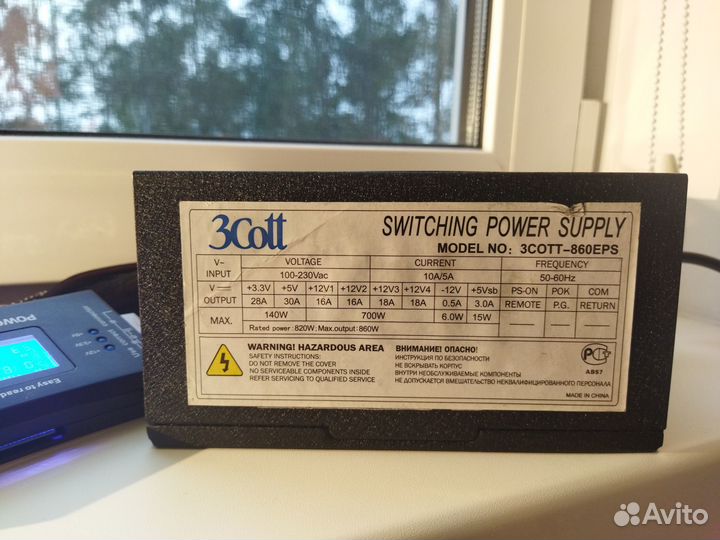 3Cott
SWITCHING POWER SUPPLY
MODEL NO: 3COTT-860EPS
V~ INPUT VOLTAGE CURRENT FREQUENCY
100-230Vac 10A/5A 50-60Hz
V OUTPUT +3.3V +5V +12V1 +12V2 +12V3 +12V4 -12V +5Vsb PS-ON POK COM
28A 30A 16A 16A 18A 18A 0.5A 3.0A REMOTE P.G. RETURN
MAX. 140W 700W 6.0W 15W — — —
Rated power: 820W; Max.output: 860W
WARNING! HAZARDOUS AREA
SAFETY INSTRUCTIONS:
DO NOT REMOVE THE COVER
NO SERVICEABLE COMPONENTS INSIDE
REFER SERVICING TO QUALIFIED SERVICE
ВНИМАНИЕ! ОПАСНО!
ИНСТРУКЦИЯ ПО БЕЗОПАСНОСТИ:
НЕ ВСКРЫВАТЬ КОРПУС
ВНУТРИ НЕОБСЛУЖИВАЕМЫЕ КОМПОНЕНТЫ
НЕ ДОПУСКАЕТСЯ ВМЕШАТЕЛЬСТВО НЕКВАЛИФИЦИРОВАННОГО ПЕРСОНАЛА
АВ57
MADE IN CHINA
POWE
Easy to read
Avito